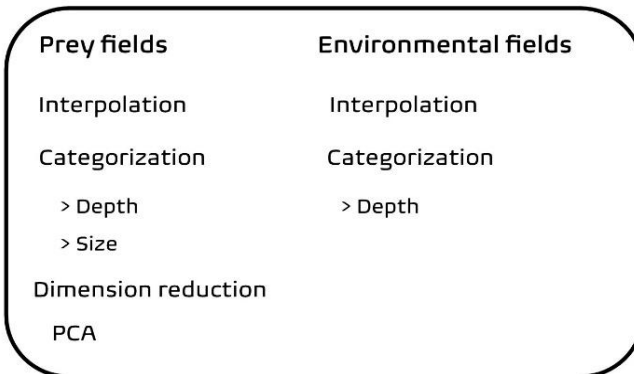 Prey fields
Environmental fields
Interpolation
Interpolation
Categorization
Categorization
> Depth
> Depth
> Size
Dimension reduction
PCA